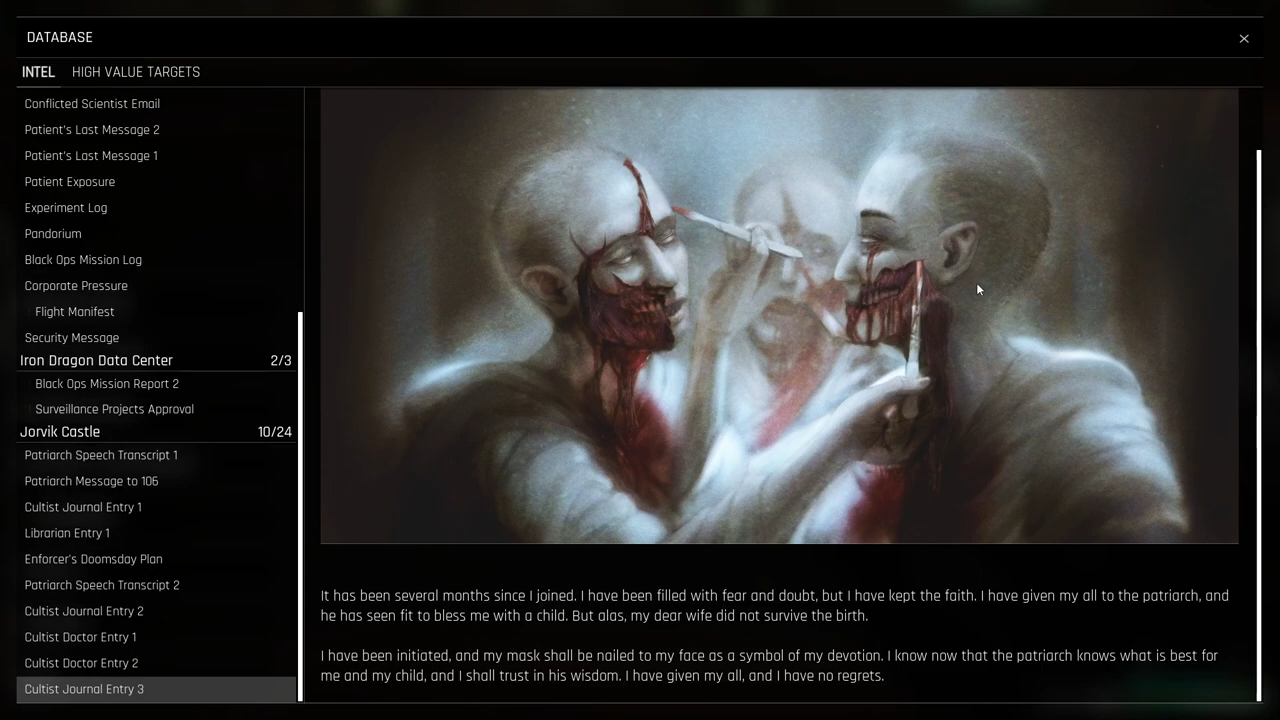 DATABASE
×
INTEL
HIGH VALUE TARGETS
Conflicted Scientist Email
Patient's Last Message 2
Patient's Last Message 1
Patient Exposure
Experiment Log
Pandorium
Black Ops Mission Log
Corporate Pressure
Flight Manifest
Security Message
Iron Dragon Data Center 2/3
Black Ops Mission Report 2
Surveillance Projects Approval
Jorvik Castle 10/24
Patriarch Speech Transcript 1
Patriarch Message to 106
Cultist Journal Entry 1
Librarian Entry 1
Enforcer's Doomsday Plan
Patriarch Speech Transcript 2
Cultist Journal Entry 2
Cultist Doctor Entry 1
Cultist Doctor Entry 2
Cultist Journal Entry 3
It has been several months since I joined. I have been filled with fear and doubt, but I have kept the faith. I have given my all to the patriarch, and
he has seen fit to bless me with a child. But alas, my dear wife did not survive the birth.
I have been initiated, and my mask shall be nailed to my face as a symbol of my devotion. I know now that the patriarch knows what is best for
me and my child, and I shall trust in his wisdom. I have given my all, and I have no regrets.